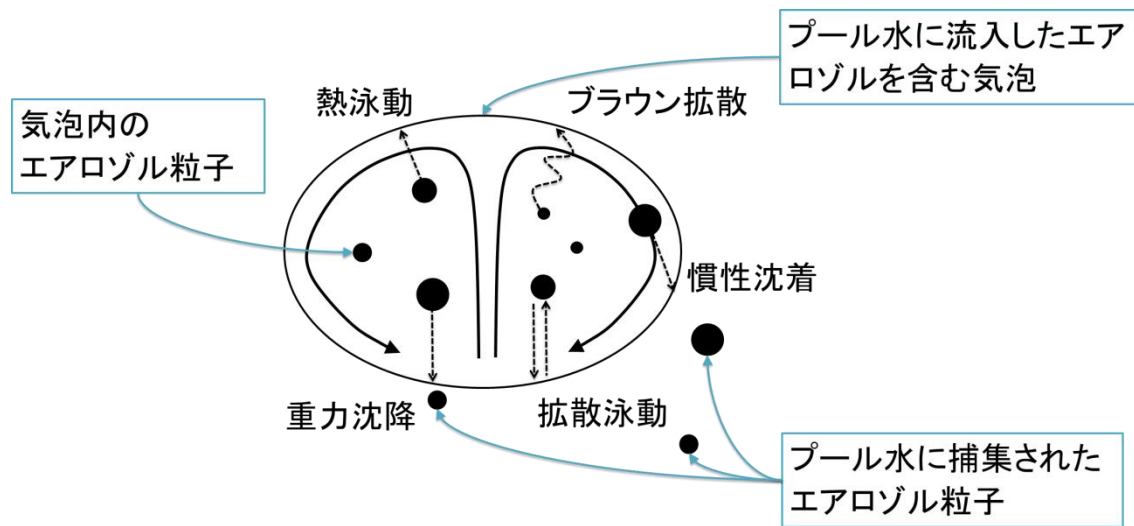 プール水に流入したエア
ロゾルを含む気泡
熱泳動
ブラウン拡散
気泡内の
エアロゾル粒子
慣性沈着
重力沈降
拡散泳動
プール水に捕集された
エアロゾル粒子